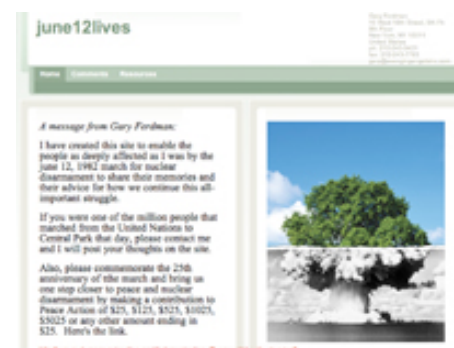 june12lives
Home Comments Resources
A message from Gary Ferdman:
I have created this site to enable the
people as deeply affected as I was by the
june 12, 1982 march for nuclear
disarmament to share their memories and
their advice for how we continue this all-
important struggle.
If you were one of the million people that
marched from the United Nations to
Central Park that day, please contact me
and I will post your thoughts on the site.
Also, please commemorate the 25th
anniversary of tthe march and bring us
one step closer to peace and nuclear
disarmament by making a contribution to
Peace Action of $25, $125, $525, $1025,
$5025 or any other amount ending in
$25. Here's the link.